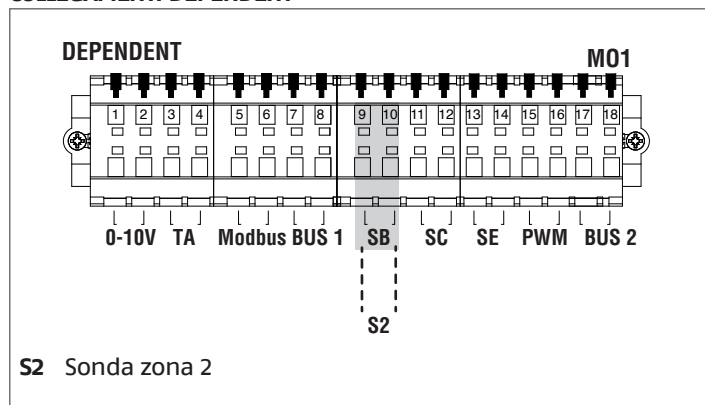 COLLEGAMENTI DEPENDENT
DEPENDENT
M01
1 2 3 4 5 6 7 8 9 10 11 12 13 14 15 16 17 18
0-10V TA Modbus BUS 1 SB SC SE PWM BUS 2
S2
S2 Sonda zona 2